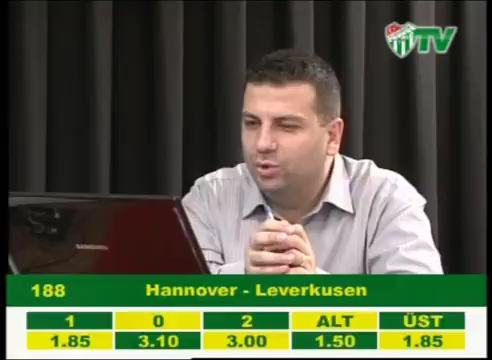 TV
SAMSUNG
188 Hannover - Leverkusen
1 0 2 ALT ÜST
1.85 3.10 3.00 1.50 1.85